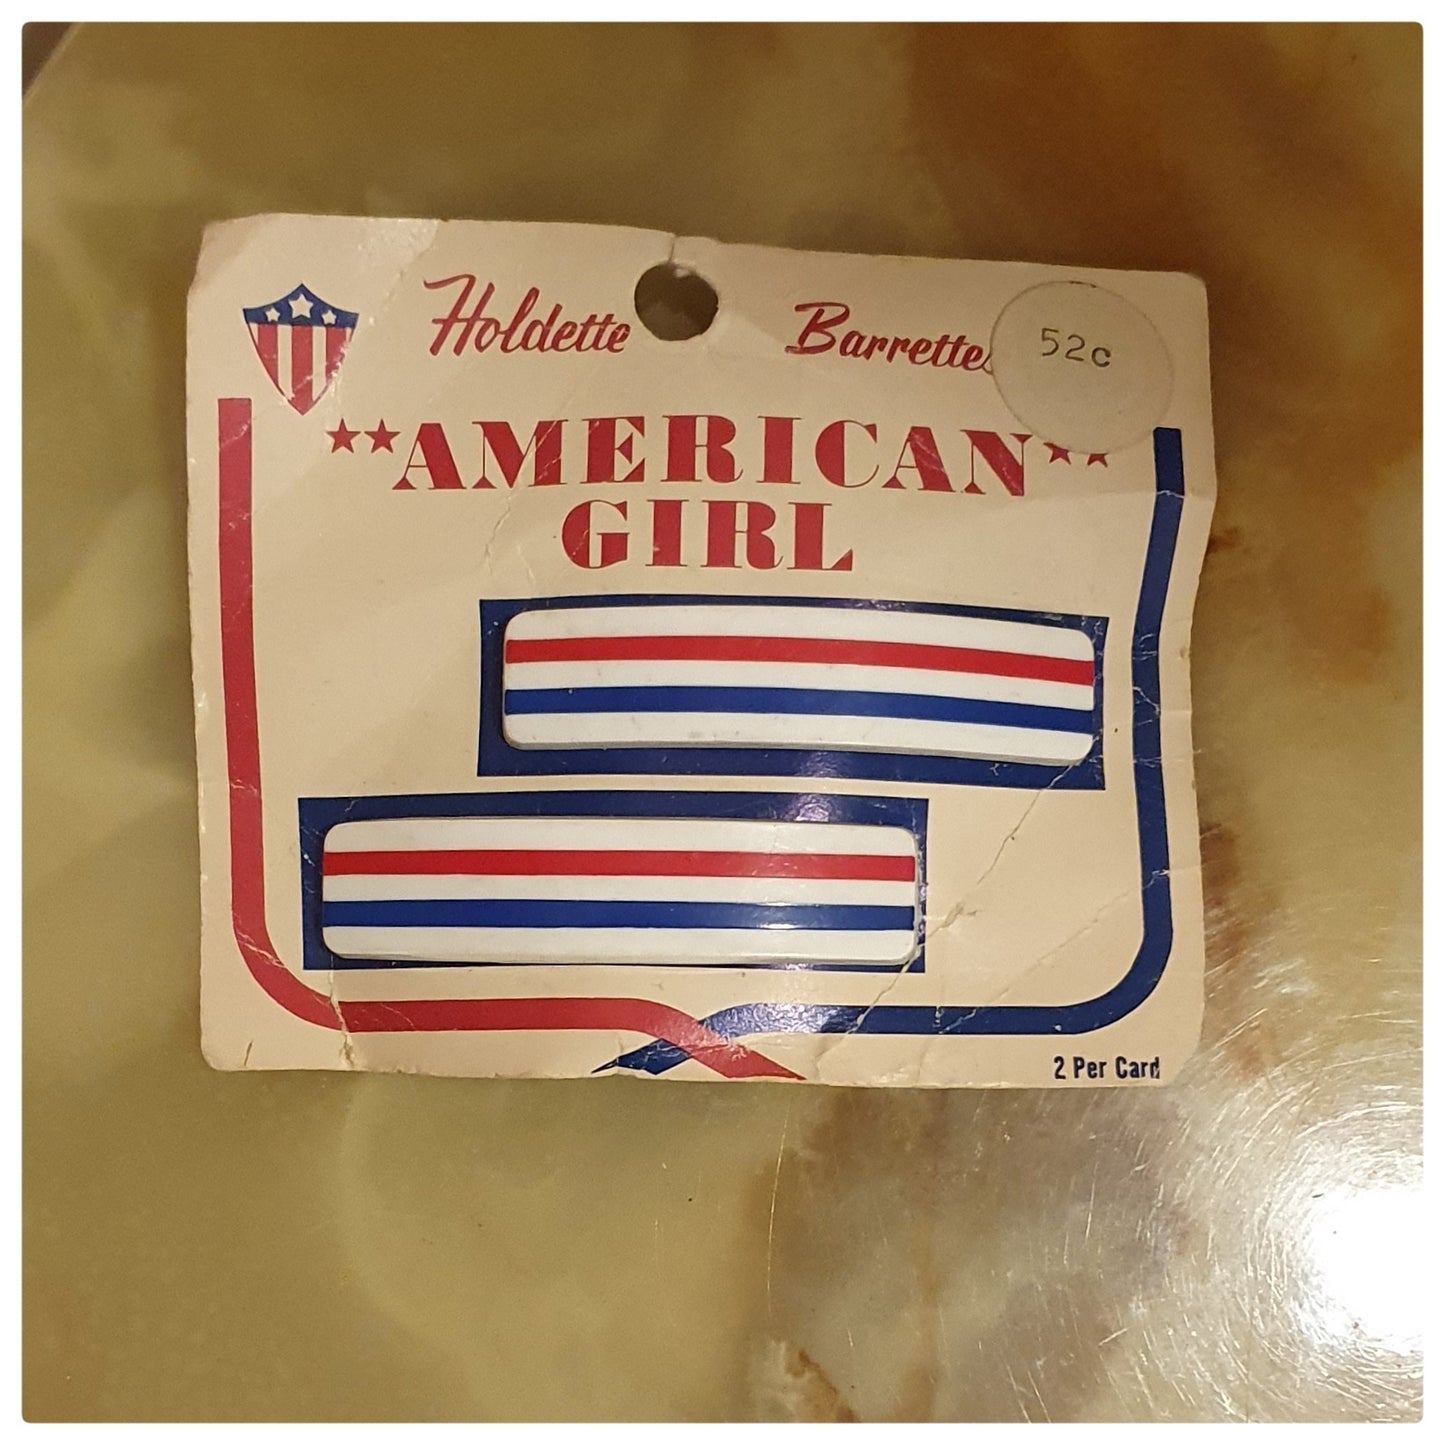 Holdette Barrettes
52c
**AMERICAN**
GIRL
2 Per Card